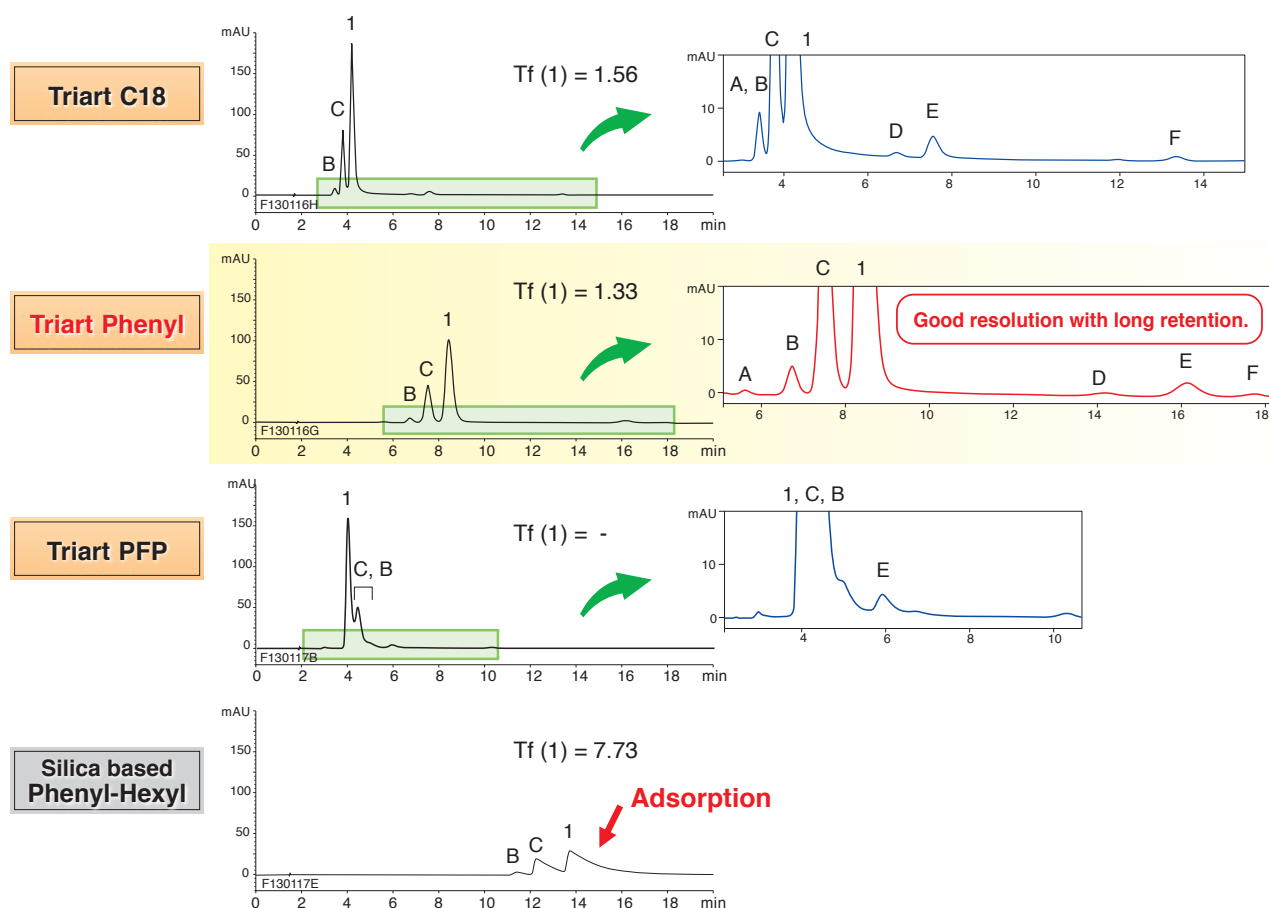 Triart C18
mAU
150
100
50
0
B
C
1
Tf (1) = 1.56
F130116H
0 2 4 6 8 10 12 14 16 18 min
mAU
10
0
A, B
C 1
D
E
F
4 6 8 10 12 14
Triart Phenyl
mAU
150
100
50
0
B
C
1
Tf (1) = 1.33
F130116G
0 2 4 6 8 10 12 14 16 18 min
mAU
10
0
A
B
C 1
Good resolution with long retention.
D
E
F
6 8 10 12 14 16 18
Triart PFP
mAU
150
100
50
0
1
C, B
Tf (1) = -
F130117B
0 2 4 6 8 10 12 14 16 18 min
mAU
10
0
1, C, B
E
4 6 8 10
Silica based
Phenyl-Hexyl
mAU
150
100
50
0
Tf (1) = 7.73
Adsorption
B
C
1
F130117E
0 2 4 6 8 10 12 14 16 18 min